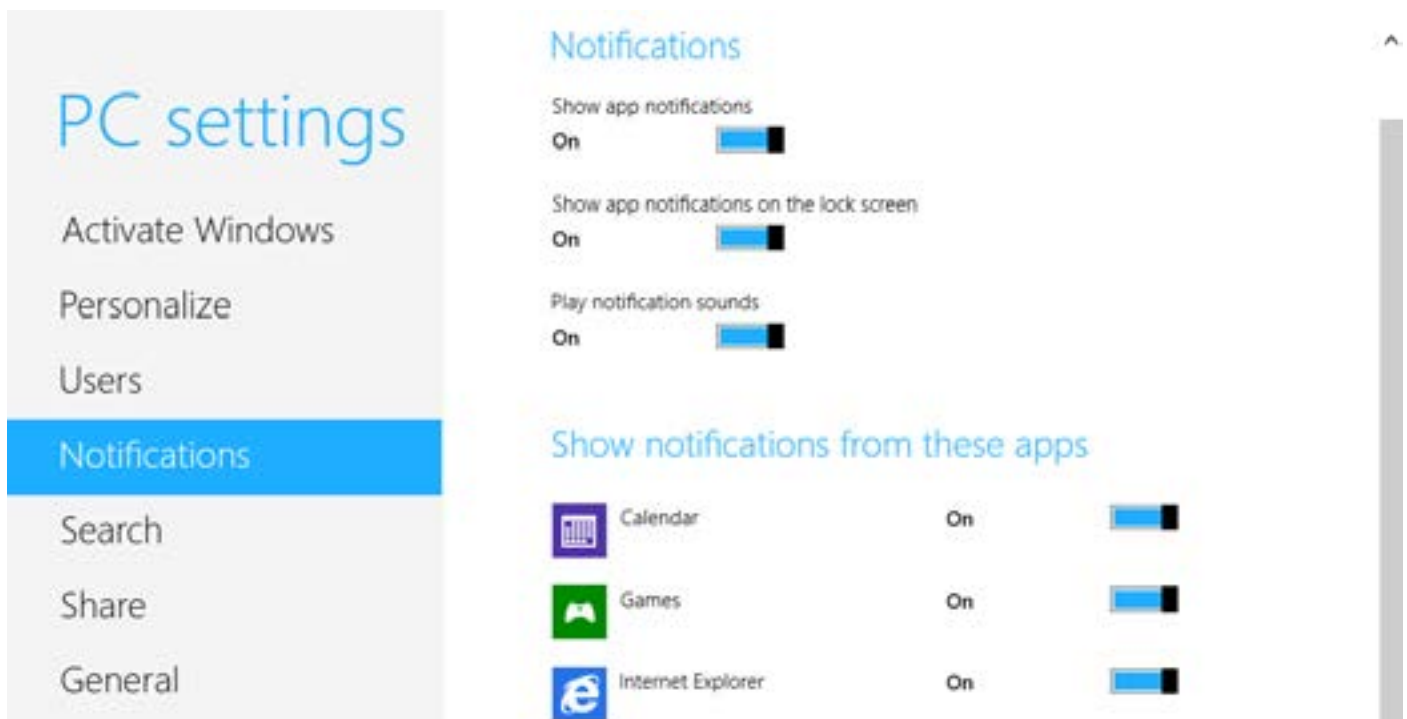 PC settings
Activate Windows
Personalize
Users
Notifications
Search
Share
General
Notifications
Show app notifications
On
Show app notifications on the lock screen
On
Play notification sounds
On
Show notifications from these apps
Calendar On
Games On
Internet Explorer On